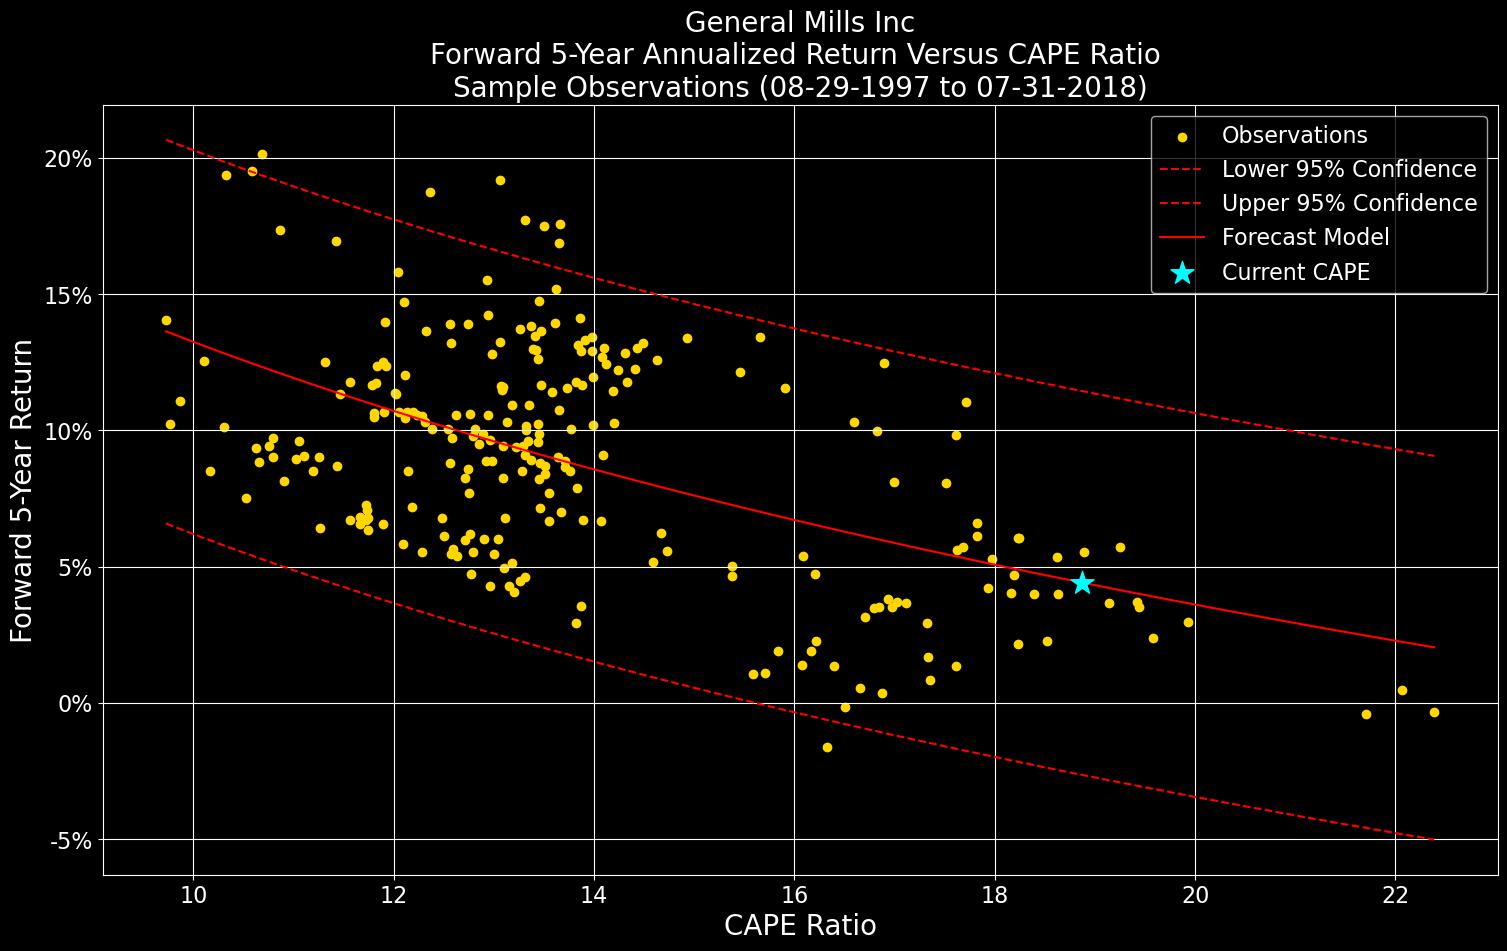 General Mills Inc
Forward 5-Year Annualized Return Versus CAPE Ratio
Sample Observations (08-29-1997 to 07-31-2018)
Observations
Lower 95% Confidence
Upper 95% Confidence
Forecast Model
Current CAPE
Forward 5-Year Return
20%
15%
10%
5%
0%
-5%
10 12 14 16 18 20 22
CAPE Ratio